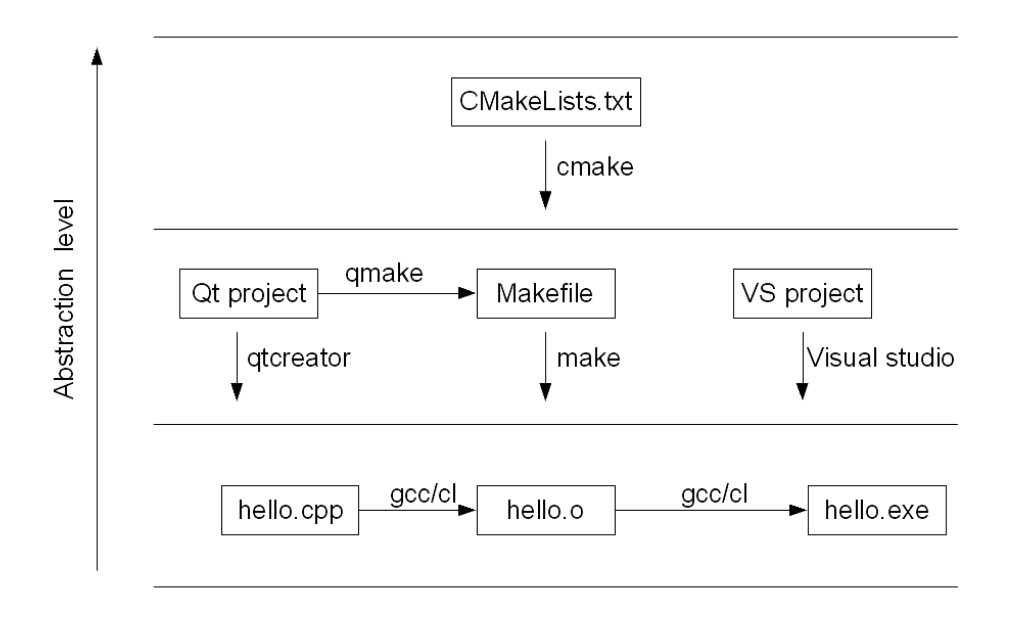 CMakeLists.txt
cmake
Abstraction level
qmake
Qt project
Makefile
VS project
qtcreator
make
Visual studio
gcc/cl
gcc/cl
hello.cpp
hello.o
hello.exe